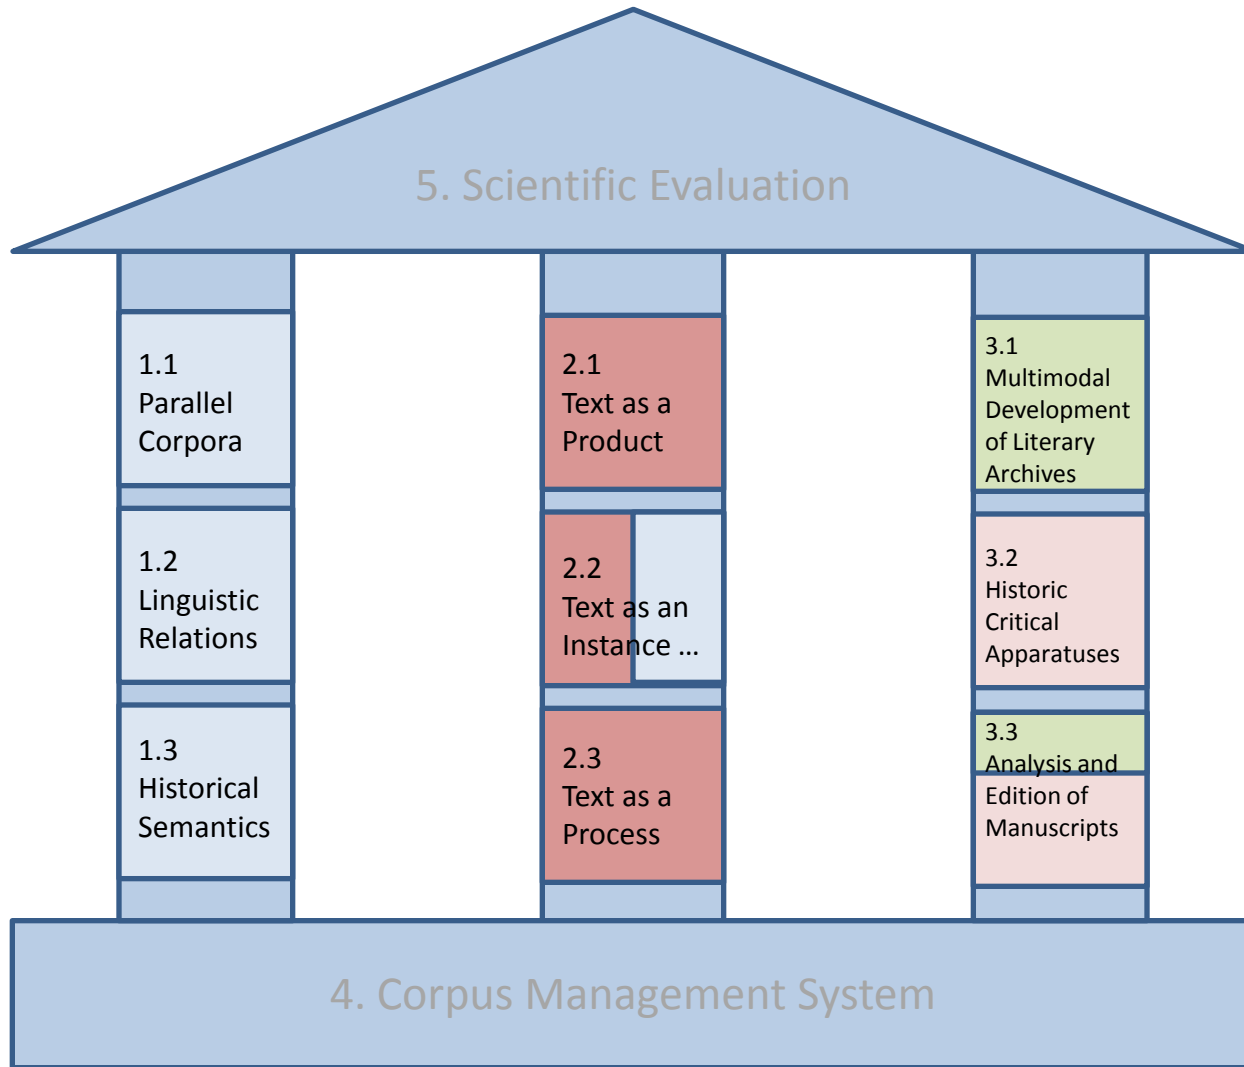 5. Scientific Evaluation
1.1
Parallel
Corpora
1.2
Linguistic
Relations
1.3
Historical
Semantics
2.1
Text as a
Product
2.2
Text as an
Instance ...
2.3
Text as a
Process
3.1
Multimodal
Development
of Literary
Archives
3.2
Historic
Critical
Apparatuses
3.3
Analysis and
Edition of
Manuscripts
4. Corpus Management System